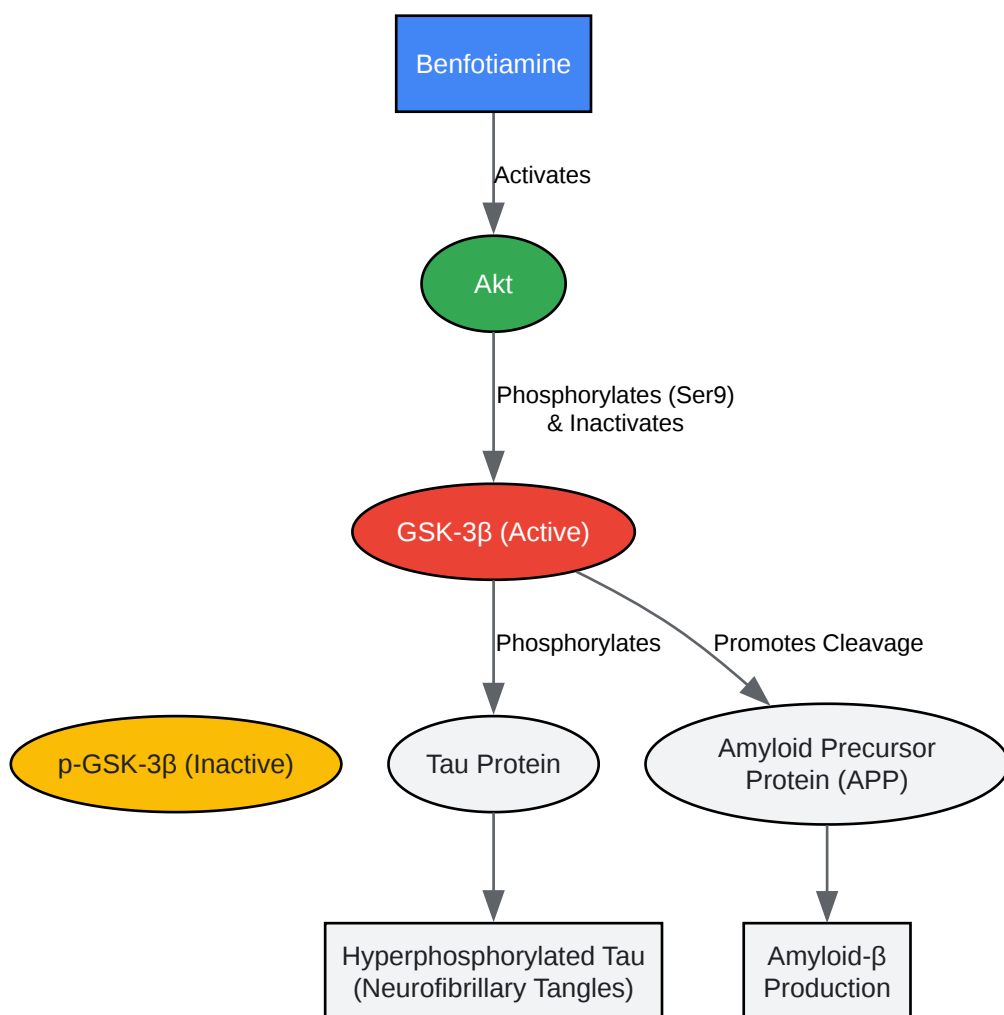 Benfotiamine
Activates
Akt
Phosphorylates (Ser9)
& Inactivates
GSK-3β (Active)
Phosphorylates
Promotes Cleavage
p-GSK-3β (Inactive)
Tau Protein
Amyloid Precursor
Protein (APP)
Hyperphosphorylated Tau
(Neurofibrillary Tangles)
Amyloid-β
Production